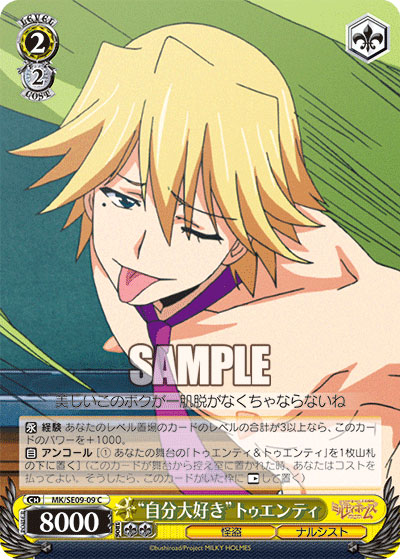 LEVEL
2
2
COST
SAMPLE
美しいこのボクが一肌脱がなくちゃならないね
永 経験 あなたのレベル置場のカードのレベルの合計が3以上なら、このカー
ドのパワーを+1000。
自 アンコール [① あなたの舞台の『トゥエンティ&トゥエンティ』を1枚山札
の下に置く] （このカードが舞台から控え室に置かれた時、あなたはコストを
払ってよい。そうしたら、このカードがいた枠にレストして置く）
CH MK/SE09-09 C
“自分大好き”トゥエンティ
8000
怪盗
ナルシスト
©bushiroad/Project MILKY HOLMES